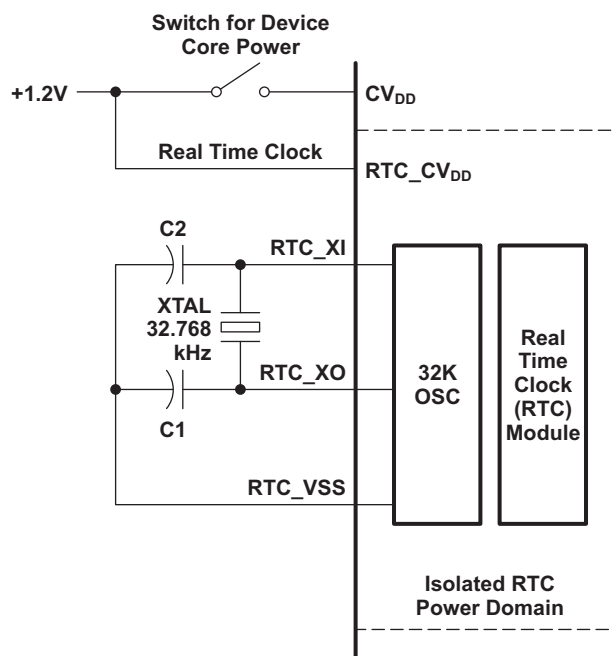 Switch for Device
Core Power
+1.2V
CVDD
Real Time Clock
RTC_CVDD
C2
RTC_XI
XTAL
32.768
kHz
RTC_XO
C1
32K
OSC
Real
Time
Clock
(RTC)
Module
RTC_VSS
Isolated RTC
Power Domain